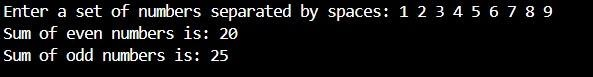 Enter a set of numbers separated by spaces: 1 2 3 4 5 6 7 8 9
Sum of even numbers is: 20
Sum of odd numbers is: 25